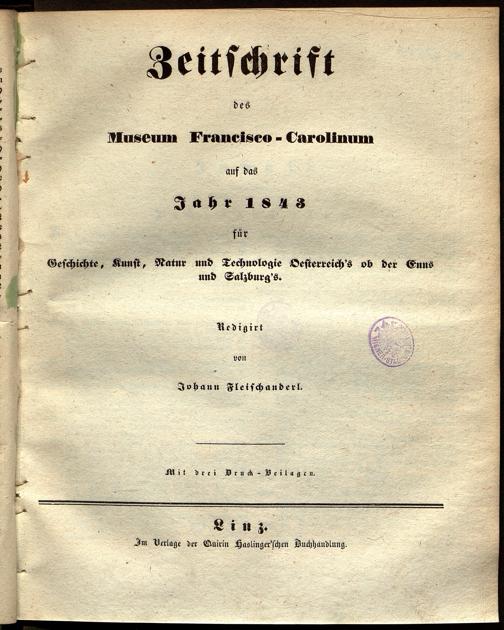 Zeitschrift
des
Museum Francisco-Carolinum
auf das
Jahr 1843
für
Geschichte, Kunst, Natur und Technologie Oesterreich's ob der Enns
und Salzburg's.
Redigirt
von
Johann Fleischanderl.
Mit drei Druck-Beilagen.
Linz.
Im Verlage der Quirin Haslinger'schen Buchhandlung.